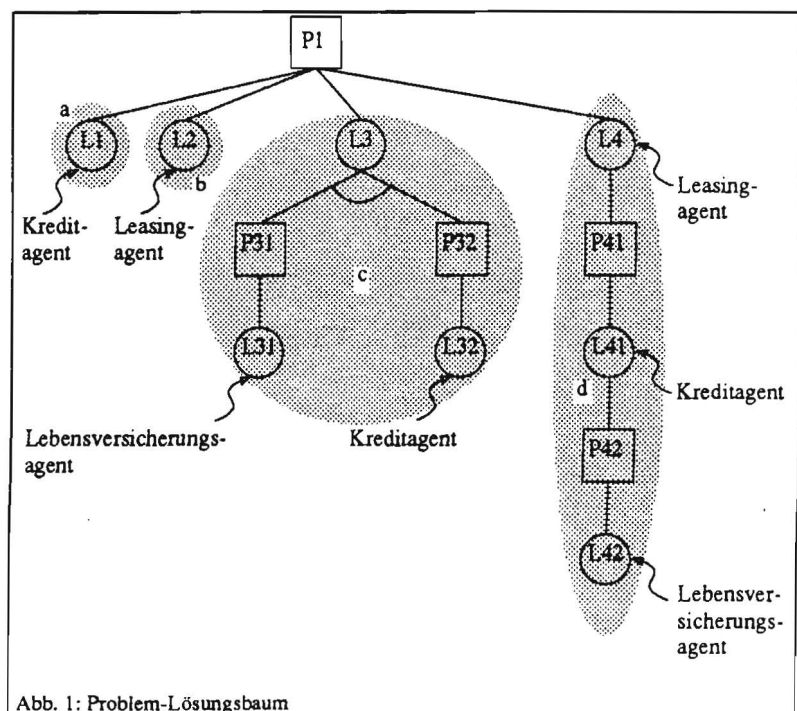 P1
a
L1
L2
b
L3
L4
Kredit-
agent
Leasing-
agent
Leasing-
agent
P31
P32
P41
c
L31
L32
L41
d
Kreditagent
Lebensversicherungs-
agent
Kreditagent
P42
L42
Lebensver-
sicherungs-
agent
Abb. 1: Problem-Lösungsbaum